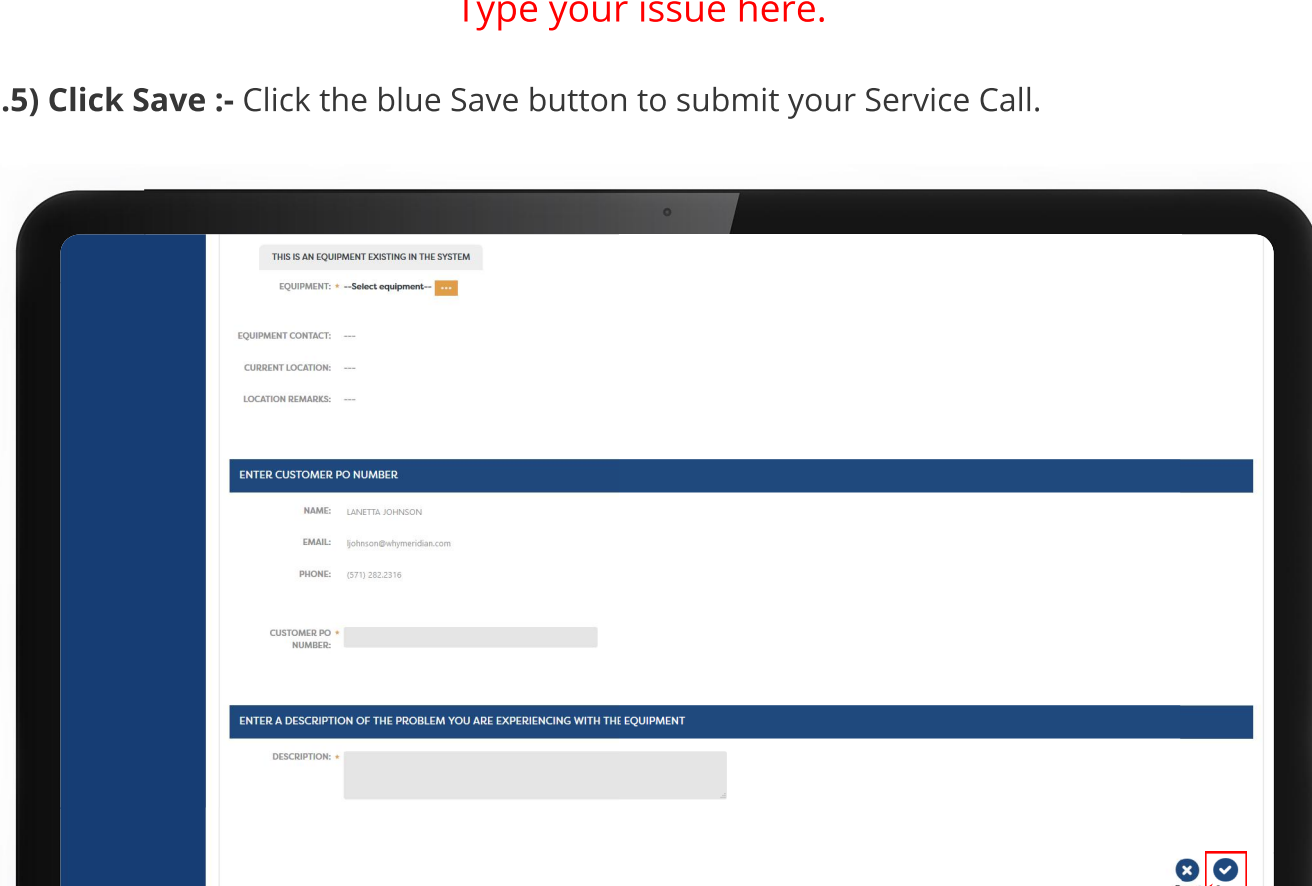 Type your issue here.
.5) Click Save :- Click the blue Save button to submit your Service Call.
THIS IS AN EQUIPMENT EXISTING IN THE SYSTEM
EQUIPMENT: * --Select equipment-- ...
EQUIPMENT CONTACT: ---
CURRENT LOCATION: ---
LOCATION REMARKS: ---
ENTER CUSTOMER PO NUMBER
NAME: LANETTA JOHNSON
EMAIL: ljohnson@whymeridian.com
PHONE: (571) 282.2316
CUSTOMER PO *
NUMBER:
ENTER A DESCRIPTION OF THE PROBLEM YOU ARE EXPERIENCING WITH THE EQUIPMENT
DESCRIPTION: *